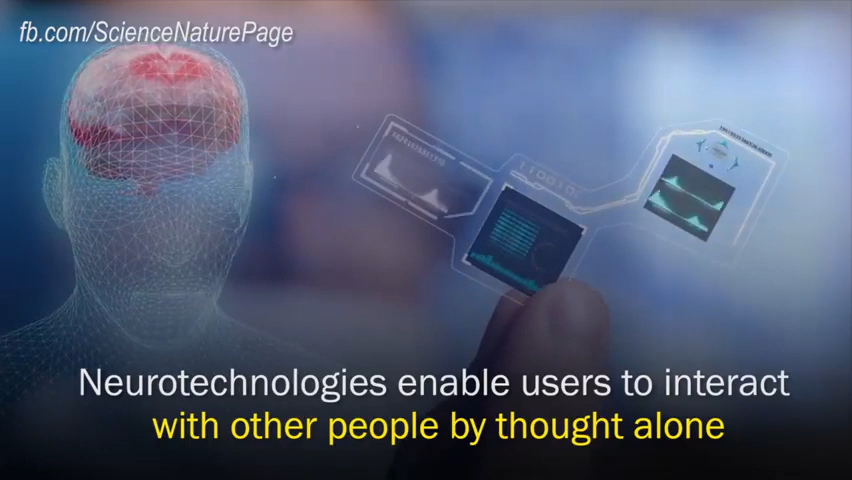 fb.com/ScienceNaturePage
Neurotechnologies enable users to interact
with other people by thought alone